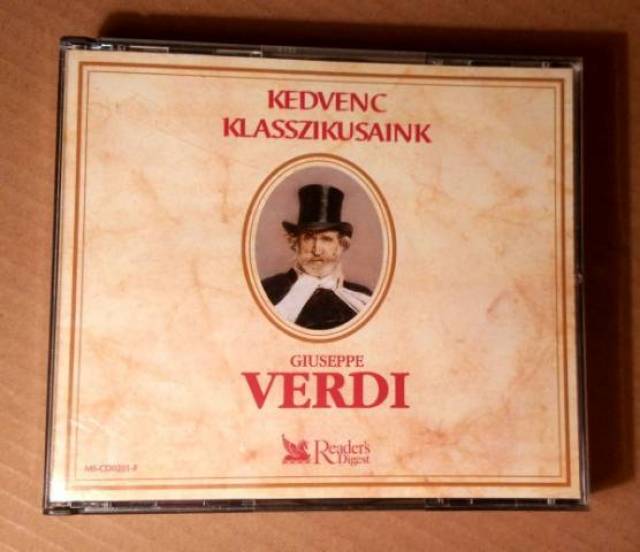 KEDVENC
KLASSZIKUSAINK
GIUSEPPE
VERDI
Reader's
Digest